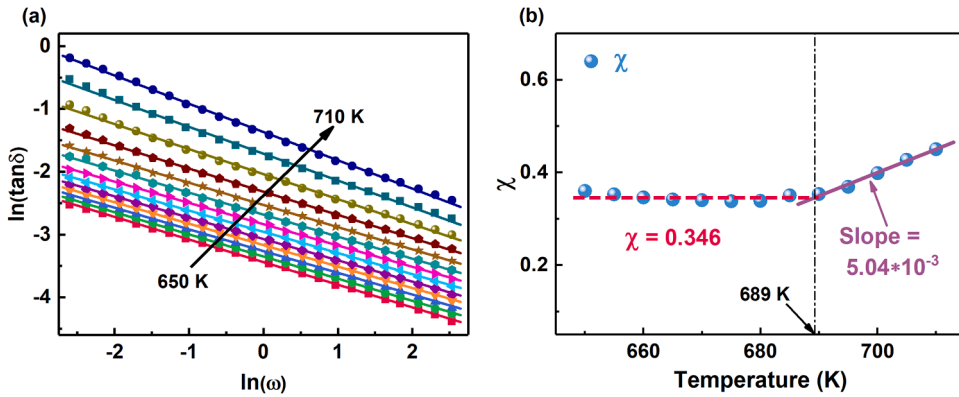 (a)
0
-1
-2
-3
-4
ln(tanδ)
710 K
650 K
-2
-1
0
1
2
ln(ω)
(b)
0.6
0.4
0.2
χ
χ
χ = 0.346
Slope =
5.04*10-3
689 K
660
680
700
Temperature (K)